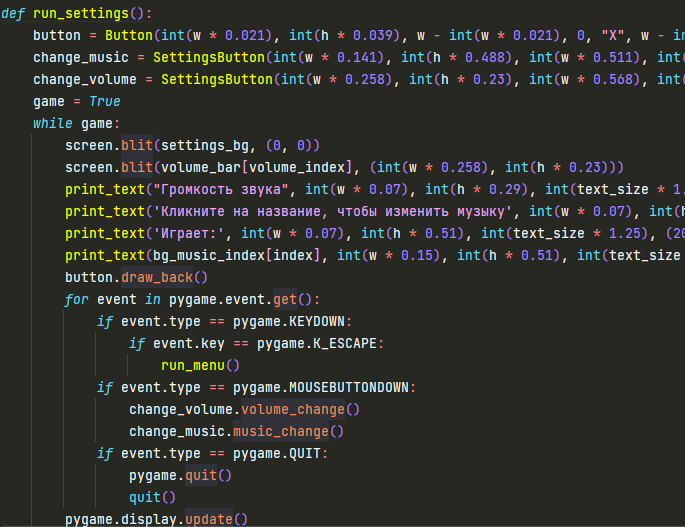 def run_settings():
button = Button(int(w * 0.021), int(h * 0.039), w - int(w * 0.021), 0, "X", w - in
change_music = SettingsButton(int(w * 0.141), int(h * 0.488), int(w * 0.511), int(
change_volume = SettingsButton(int(w * 0.258), int(h * 0.23), int(w * 0.568), int(
game = True
while game:
screen.blit(settings_bg, (0, 0))
screen.blit(volume_bar[volume_index], (int(w * 0.258), int(h * 0.23)))
print_text("Громкость звука", int(w * 0.07), int(h * 0.29), int(text_size * 1.
print_text('Кликните на название, чтобы изменить музыку', int(w * 0.07), int(h
print_text('Играет:', int(w * 0.07), int(h * 0.51), int(text_size * 1.25), (20
print_text(bg_music_index[index], int(w * 0.15), int(h * 0.51), int(text_size
button.draw_back()
for event in pygame.event.get():
if event.type == pygame.KEYDOWN:
if event.key == pygame.K_ESCAPE:
run_menu()
if event.type == pygame.MOUSEBUTTONDOWN:
change_volume.volume_change()
change_music.music_change()
if event.type == pygame.QUIT:
pygame.quit()
quit()
pygame.display.update()